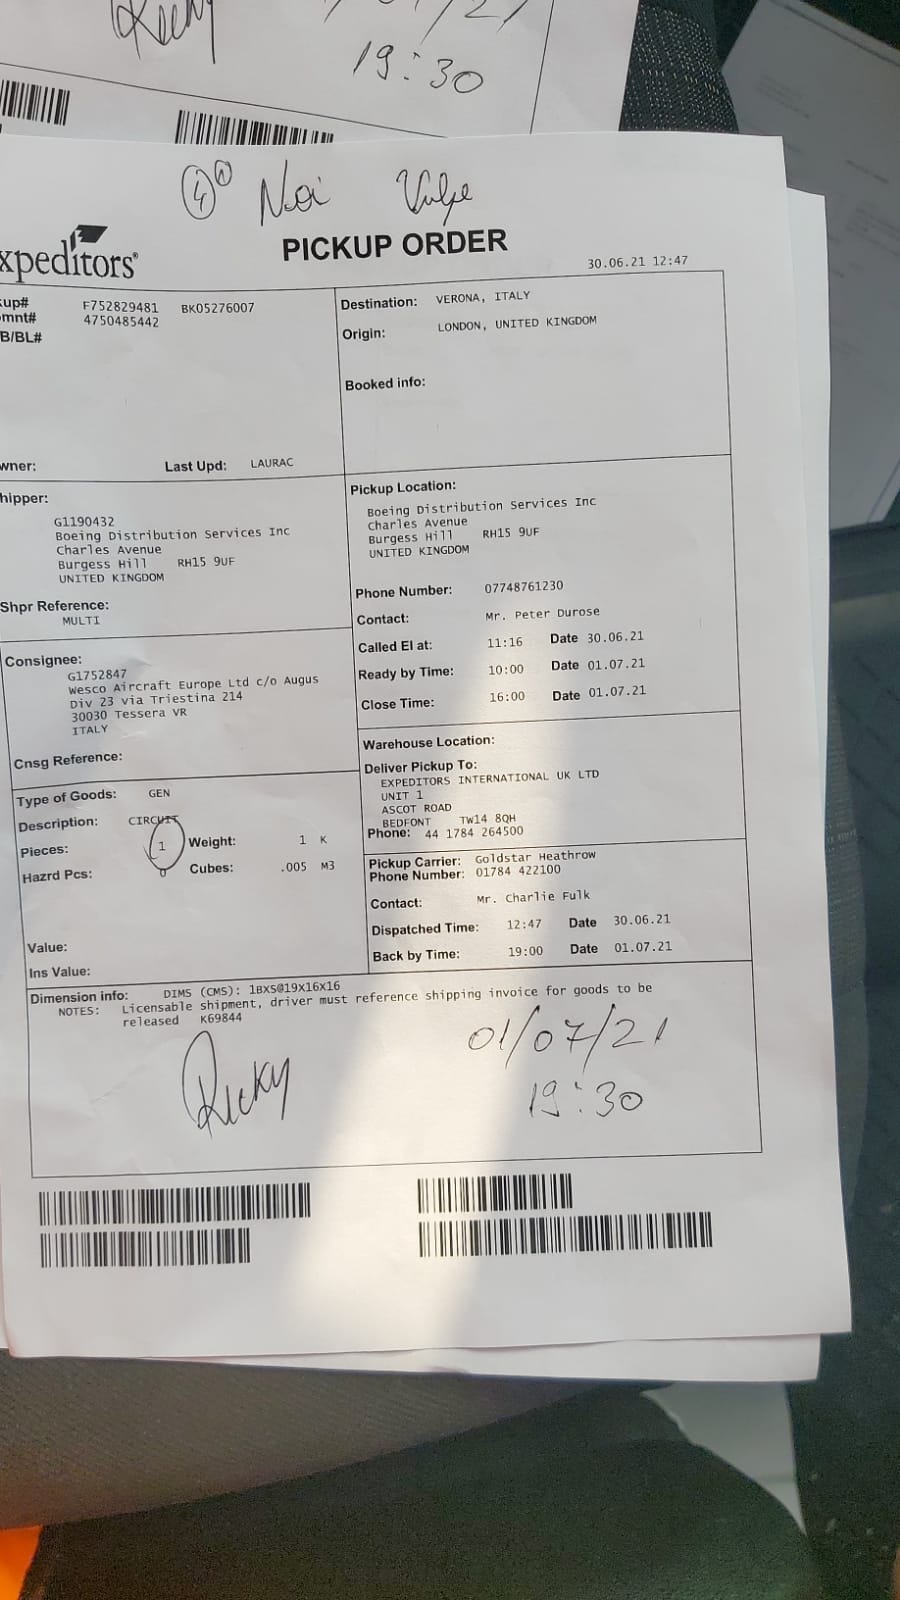 19:30
4
PICKUP ORDER
xpeditors
30.06.21 12:47
kup# F752829481 BK05276007
mnt# 4750485442
B/BL#
Destination: VERONA, ITALY
Origin: LONDON, UNITED KINGDOM
Booked info:
wner: Last Upd: LAURAC
hipper:
G1190432
Boeing Distribution Services Inc
Charles Avenue
Burgess Hill RH15 9UF
UNITED KINGDOM
Shpr Reference:
MULTI
Pickup Location:
Boeing Distribution Services Inc
Charles Avenue
Burgess Hill RH15 9UF
UNITED KINGDOM
Phone Number: 07748761230
Contact: Mr. Peter Durose
Called EI at: 11:16 Date 30.06.21
Ready by Time: 10:00 Date 01.07.21
Close Time: 16:00 Date 01.07.21
Consignee:
G1752847
Wesco Aircraft Europe Ltd c/o Augus
Div 23 via Triestina 214
30030 Tessera VR
ITALY
Cnsg Reference:
Warehouse Location:
Deliver Pickup To:
EXPEDITORS INTERNATIONAL UK LTD
UNIT 1
ASCOT ROAD
BEDFONT TW14 8QH
Phone: 44 1784 264500
Type of Goods: GEN
Description: CIRCUIT
Pieces: 1 Weight: 1 K
Hazrd Pcs: 0 Cubes: .005 M3
Value:
Ins Value:
Pickup Carrier: Goldstar Heathrow
Phone Number: 01784 422100
Contact: Mr. Charlie Fulk
Dispatched Time: 12:47 Date 30.06.21
Back by Time: 19:00 Date 01.07.21
Dimension info: DIMS (CMS): 1BXS@19X16X16
NOTES: Licensable shipment, driver must reference shipping invoice for goods to be
released K69844
Ricky 01/07/21
19:30